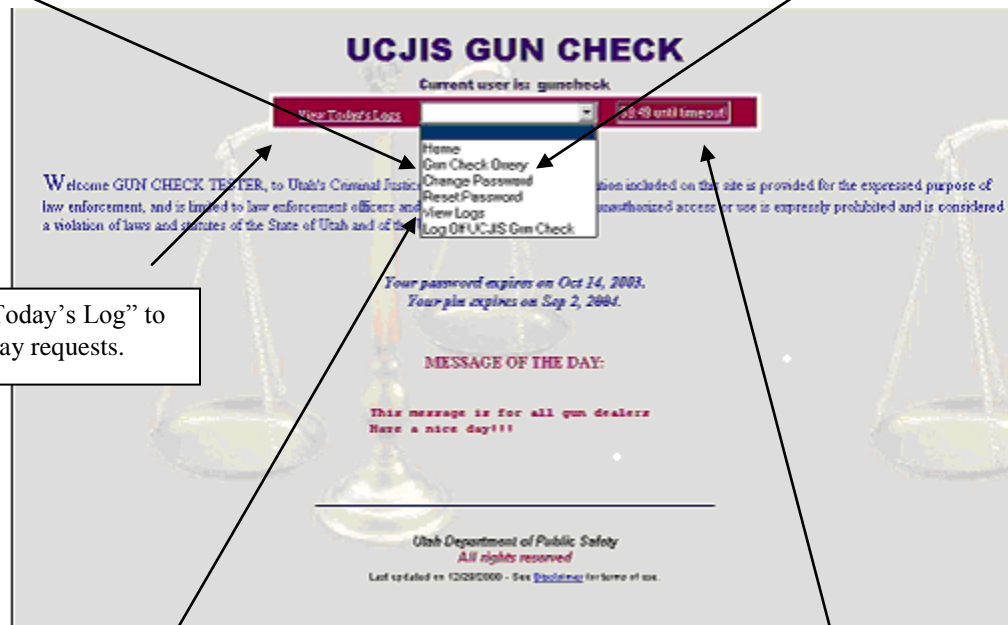 UCJIS GUN CHECK
Current user is: guncheck
View Today's Logs
:49 until timeout!
Home
Gun Check Query
Change Password
Reset Password
View Logs
Log Off UCJIS Gun Check
Welcome GUN CHECK TESTER, to Utah's Criminal Justice ion included on this site is provided for the expressed purpose of
law enforcement, and is limited to law enforcement officers and unauthorized access or use is expressly prohibited and is considered
a violation of laws and statutes of the State of Utah and of the
Your password expires on Oct 14, 2003.
Your pin expires on Sep 2, 2004.
Today's Log” to
ay requests.
MESSAGE OF THE DAY:
This message is for all gun dealers
Have a nice day!!!
Utah Department of Public Safety
All rights reserved
Last updated on 12/29/2000 - See Disclaimer for terms of use.